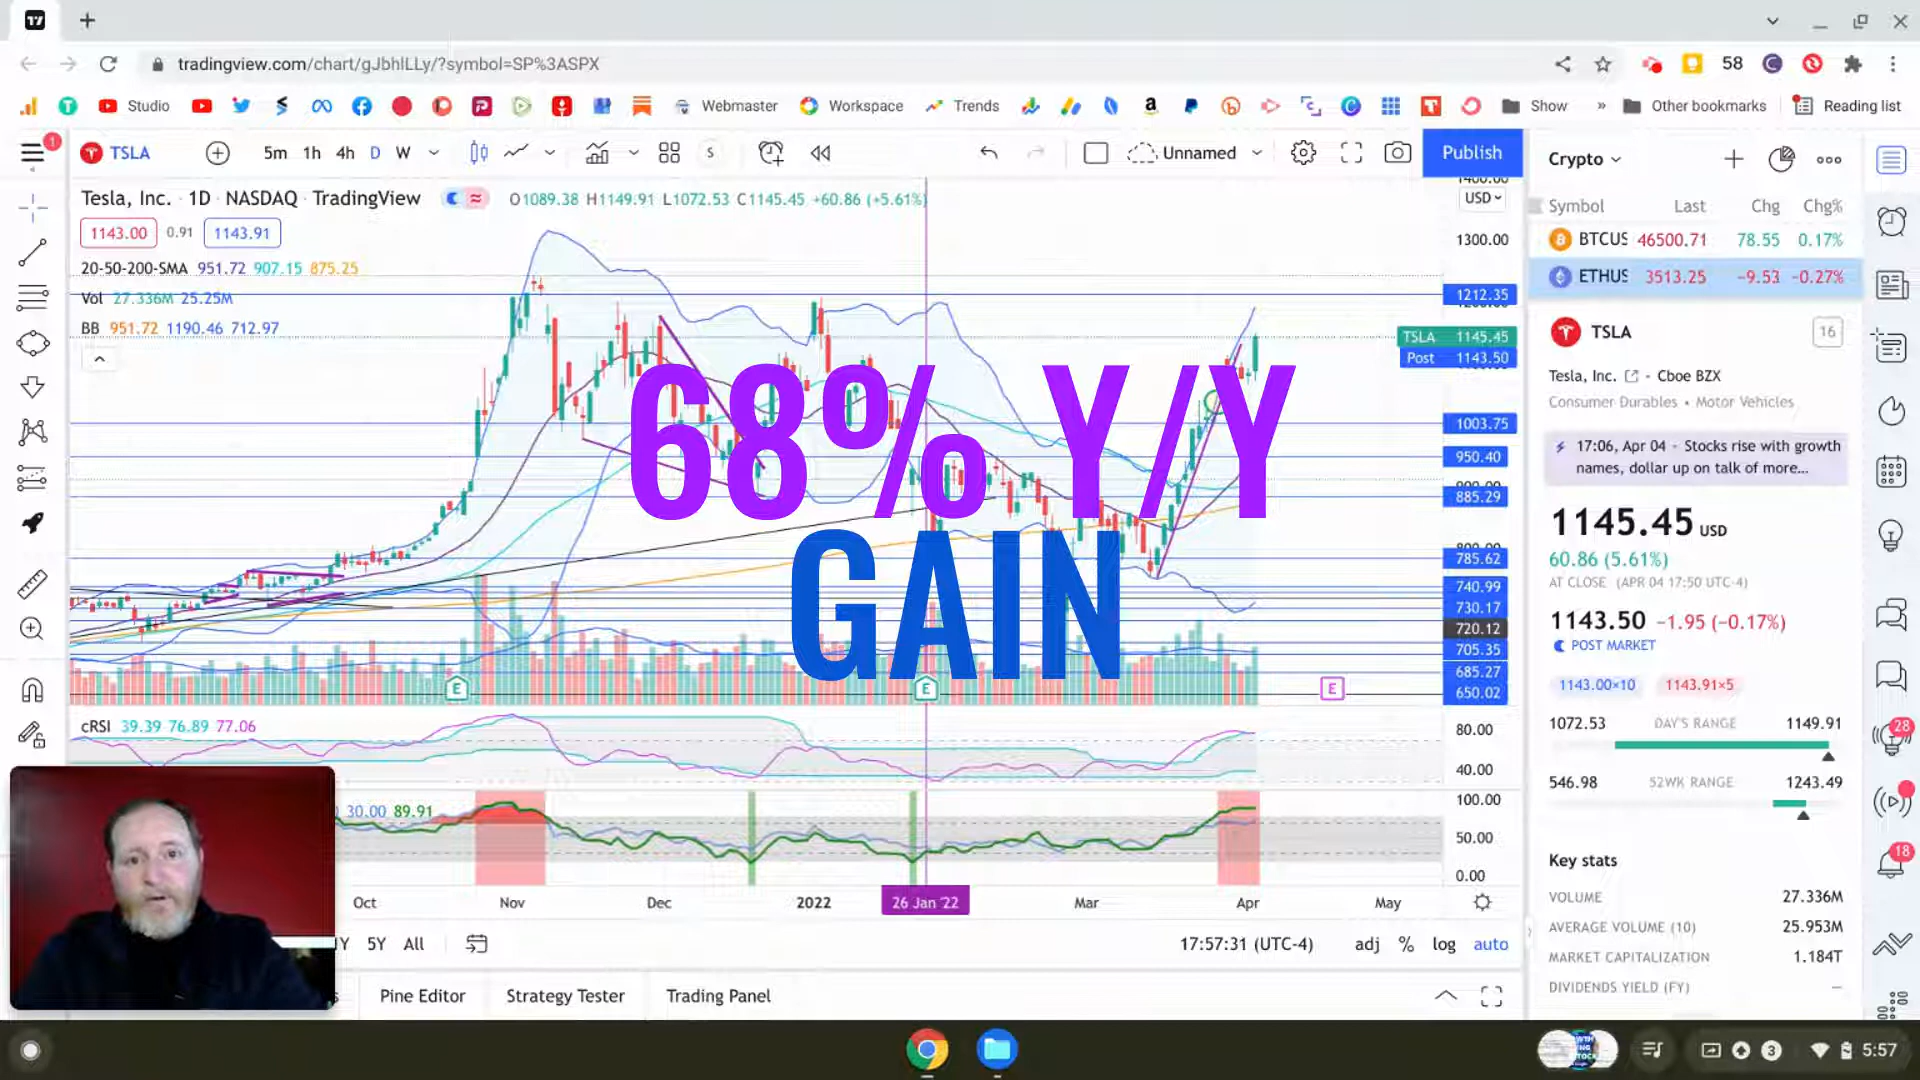 tradingview.com/chart/gJbhlLLy/?symbol=SP%3ASPX
58
Studio
Webmaster
Workspace
Trends
Show
»
Other bookmarks
Reading list
1
TSLA
5m 1h 4h D W
S
Unnamed
Publish
Crypto
Tesla, Inc. · 1D · NASDAQ · TradingView
O1089.38 H1149.91 L1072.53 C1145.45 +60.86 (+5.61%)
1143.00 0.91 1143.91
20-50-200-SMA 951.72 907.15 875.25
Vol 27.336M 25.25M
BB 951.72 1190.46 712.97
USD
1300.00
1212.35
TSLA 1145.45
Post 1143.50
1003.75
950.40
885.29
785.62
740.99
730.17
720.12
705.35
685.27
650.02
68% Y/Y
GAIN
E
E
E
cRSI 39.39 76.89 77.06
80.00
40.00
30.00 89.91
100.00
50.00
0.00
Oct Nov Dec 2022 26 Jan '22 Mar Apr May
5Y All
17:57:31 (UTC-4) adj % log auto
Pine Editor Strategy Tester Trading Panel
Symbol Last Chg Chg%
BTCUS 46500.71 78.55 0.17%
ETHUS 3513.25 −9.53 −0.27%
TSLA
16
Tesla, Inc. · Cboe BZX
Consumer Durables • Motor Vehicles
17:06, Apr 04 - Stocks rise with growth
names, dollar up on talk of more...
1145.45 USD
60.86 (5.61%)
AT CLOSE (APR 04 17:50 UTC-4)
1143.50 −1.95 (−0.17%)
POST MARKET
1143.00×10 1143.91×5
1072.53 DAY'S RANGE 1149.91
546.98 52WK RANGE 1243.49
Key stats
VOLUME 27.336M
AVERAGE VOLUME (10) 25.953M
MARKET CAPITALIZATION 1.184T
DIVIDENDS YIELD (FY) —
28
18
3
5:57